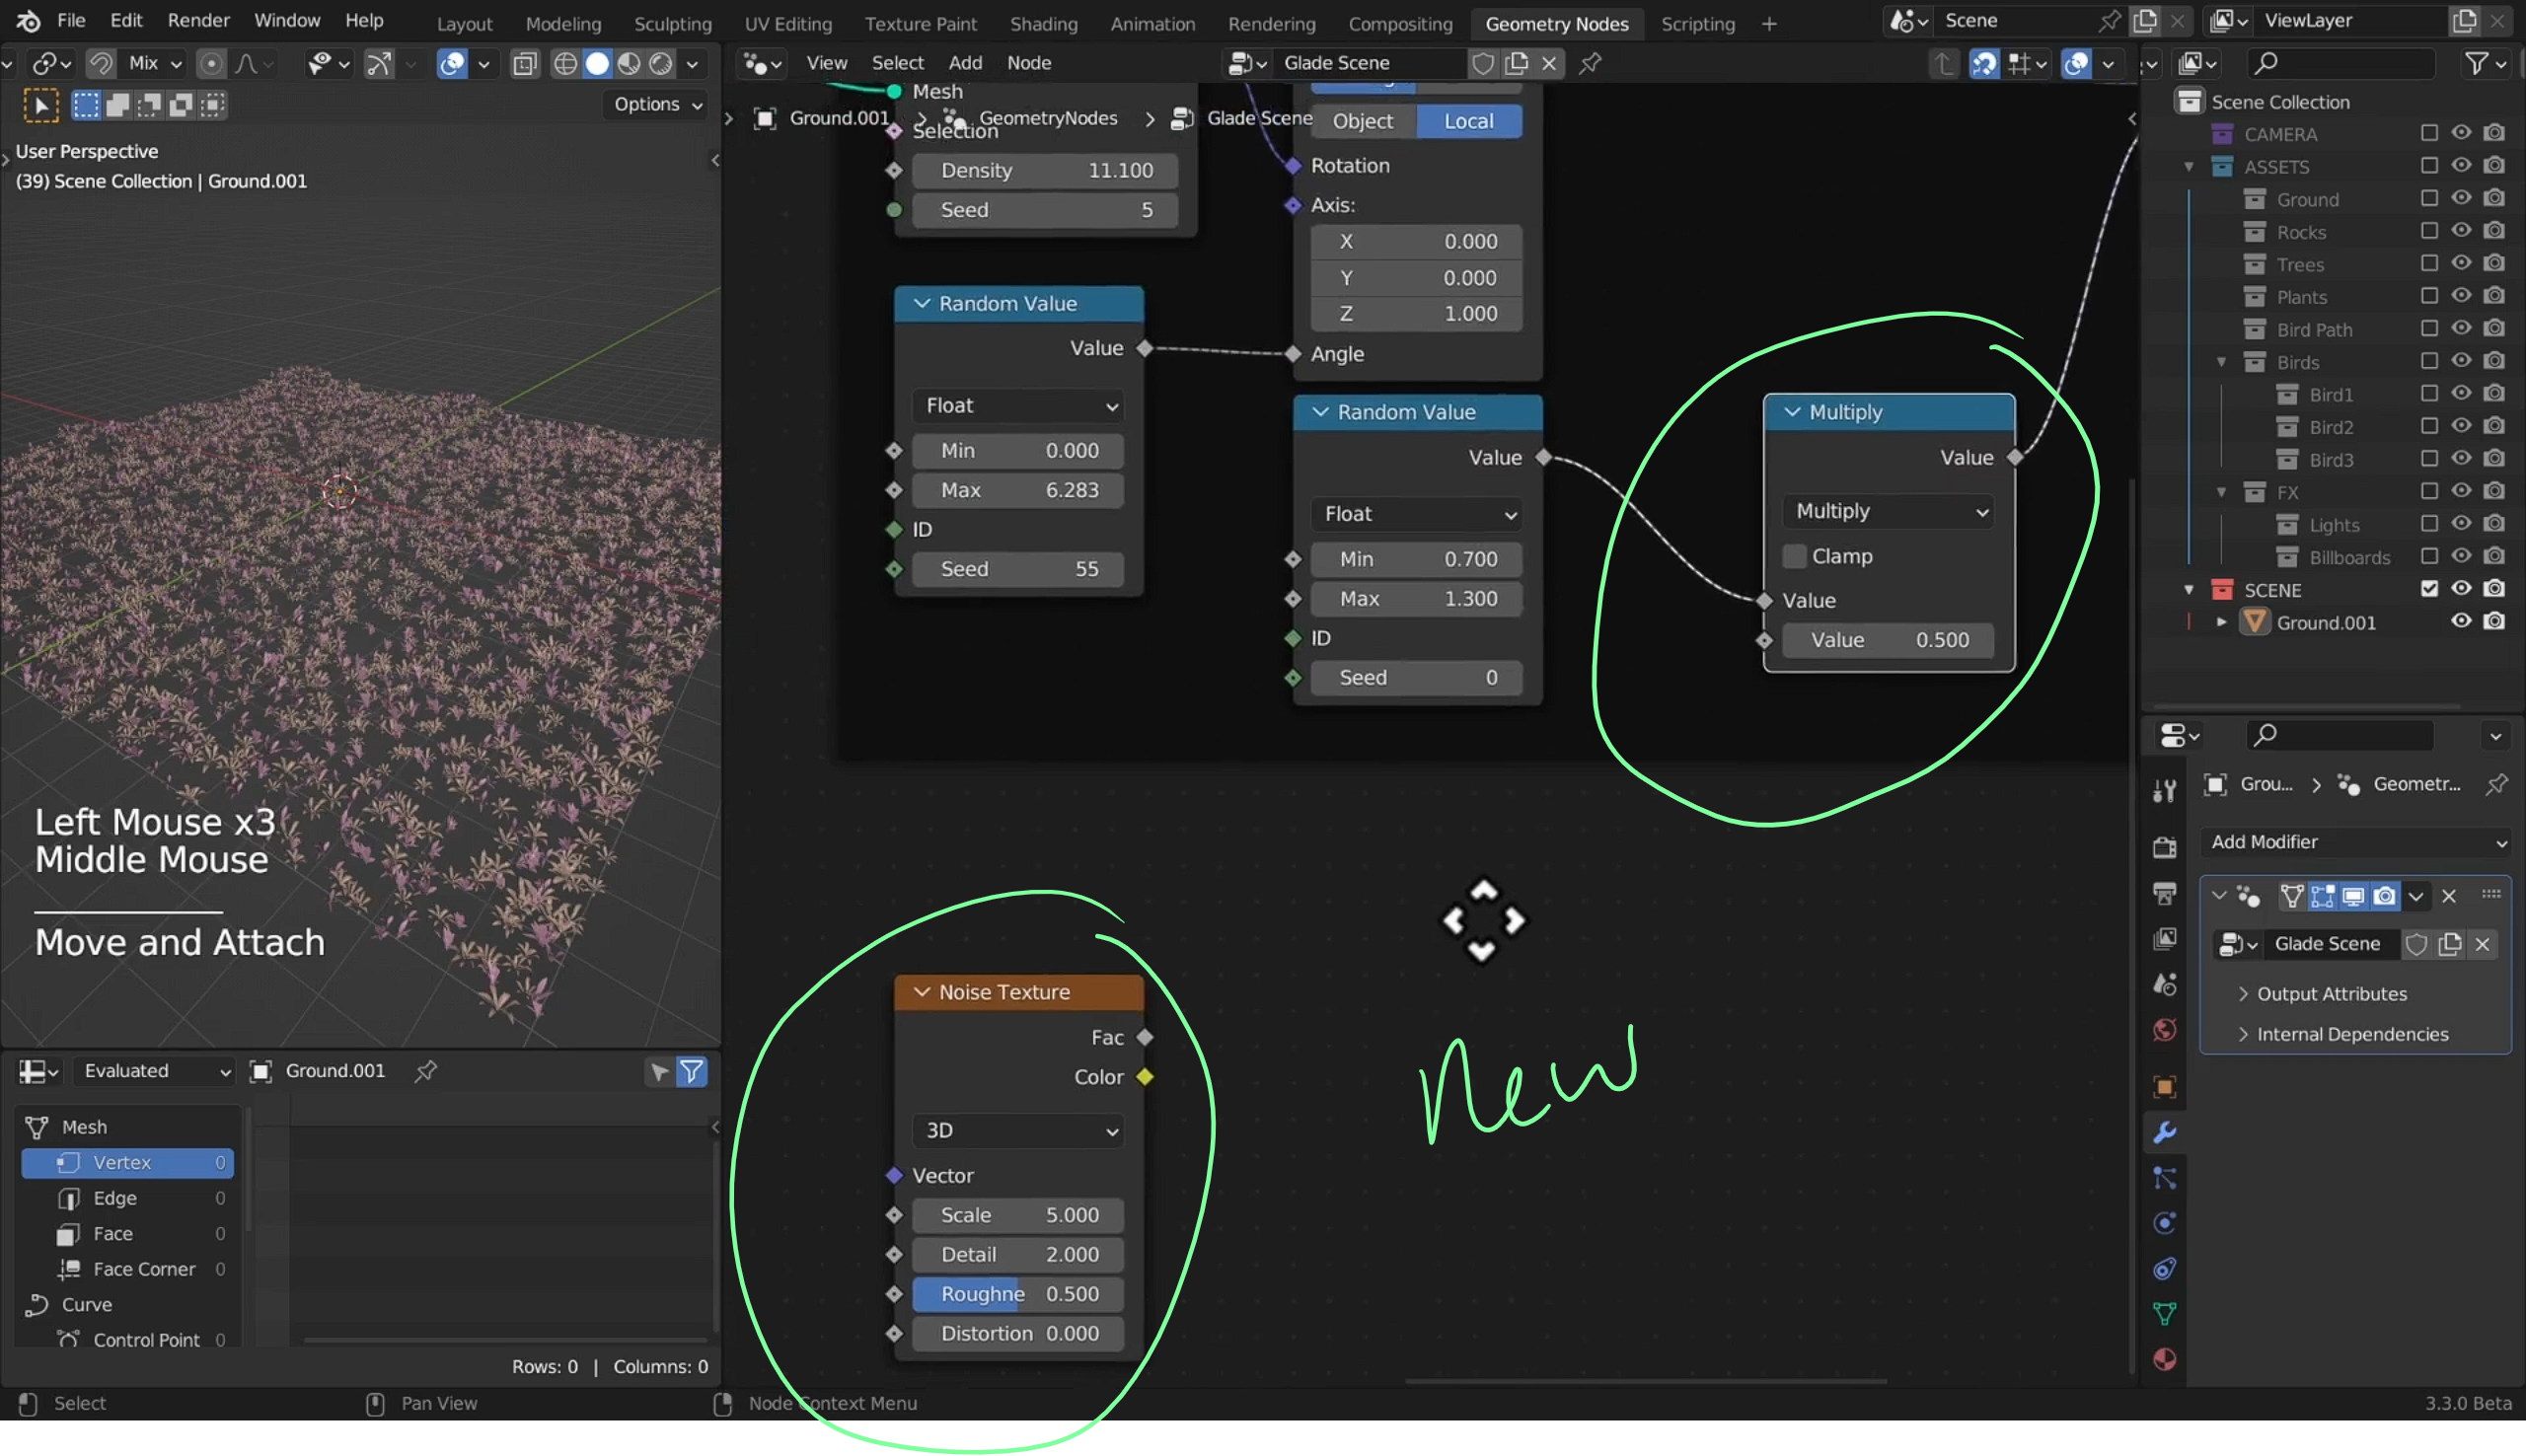 File Edit Render Window Help Layout Modeling Sculpting UV Editing Texture Paint Shading Animation Rendering Compositing Geometry Nodes Scripting + Scene ViewLayer
Mix
Options
User Perspective
(39) Scene Collection | Ground.001
Left Mouse x3
Middle Mouse
Move and Attach
View Select Add Node Glade Scene
Ground.001 > GeometryNodes > Glade Scene
Mesh
Selection
Density 11.100
Seed 5
Object Local
Rotation
Axis:
X 0.000
Y 0.000
Z 1.000
Angle
Random Value
Value
Float
Min 0.000
Max 6.283
ID
Seed 55
Random Value
Value
Float
Min 0.700
Max 1.300
ID
Seed 0
Multiply
Value
Multiply
Clamp
Value
Value 0.500
Noise Texture
Fac
Color
3D
Vector
Scale 5.000
Detail 2.000
Roughne 0.500
Distortion 0.000
New
Scene Collection
CAMERA
ASSETS
Ground
Rocks
Trees
Plants
Bird Path
Birds
Bird1
Bird2
Bird3
FX
Lights
Billboards
SCENE
Ground.001
Grou... > Geometr...
Add Modifier
Glade Scene
Output Attributes
Internal Dependencies
Evaluated Ground.001
Mesh
Vertex 0
Edge 0
Face 0
Face Corner 0
Curve
Control Point 0
Rows: 0 | Columns: 0
Select Pan View Node Context Menu 3.3.0 Beta